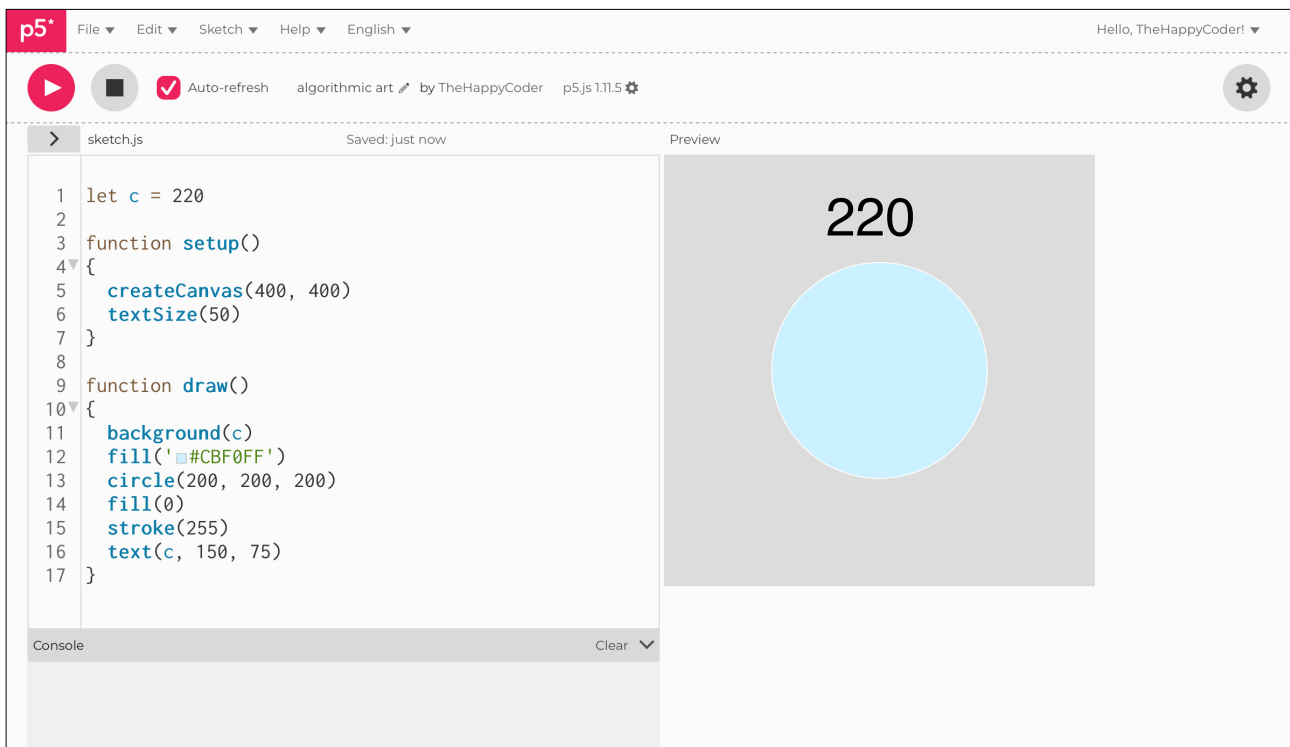 p5* File Edit Sketch Help English Hello, TheHappyCoder!
Auto-refresh algorithmic art by TheHappyCoder p5.js 1.11.5
sketch.js Saved: just now Preview
1 let c = 220
2
3 function setup()
4 {
5 createCanvas(400, 400)
6 textSize(50)
7 }
8
9 function draw()
10 {
11 background(c)
12 fill('#CBF0FF')
13 circle(200, 200, 200)
14 fill(0)
15 stroke(255)
16 text(c, 150, 75)
17 }
220
Console Clear